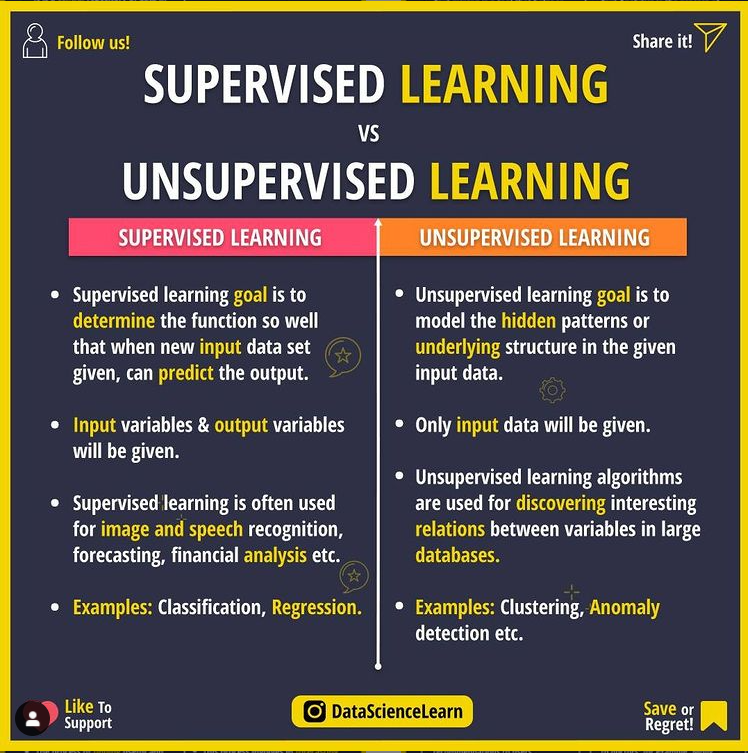 Follow us!
Share it!
SUPERVISED LEARNING
VS
UNSUPERVISED LEARNING
SUPERVISED LEARNING
• Supervised learning goal is to
determine the function so well
that when new input data set
given, can predict the output.
• Input variables & output variables
will be given.
• Supervised learning is often used
for image and speech recognition,
forecasting, financial analysis etc.
• Examples: Classification, Regression.
UNSUPERVISED LEARNING
• Unsupervised learning goal is to
model the hidden patterns or
underlying structure in the given
input data.
• Only input data will be given.
• Unsupervised learning algorithms
are used for discovering interesting
relations between variables in large
databases.
• Examples: Clustering, Anomaly
detection etc.
Like To
Support
DataScienceLearn
Save or
Regret!